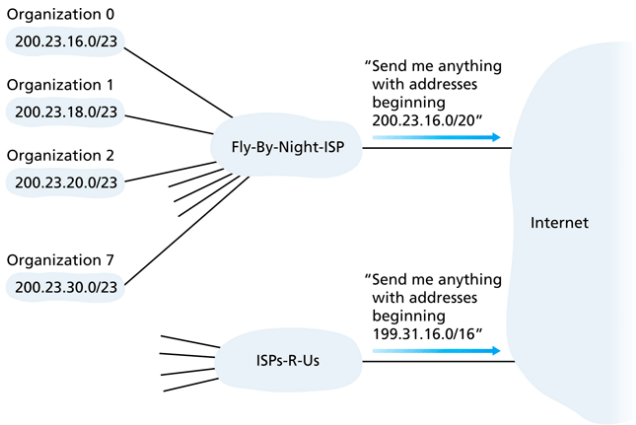 Organization 0
200.23.16.0/23
Organization 1
200.23.18.0/23
Organization 2
200.23.20.0/23
Organization 7
200.23.30.0/23
Fly-By-Night-ISP
“Send me anything
with addresses
beginning
200.23.16.0/20”
Internet
“Send me anything
with addresses
beginning
199.31.16.0/16”
ISPs-R-Us